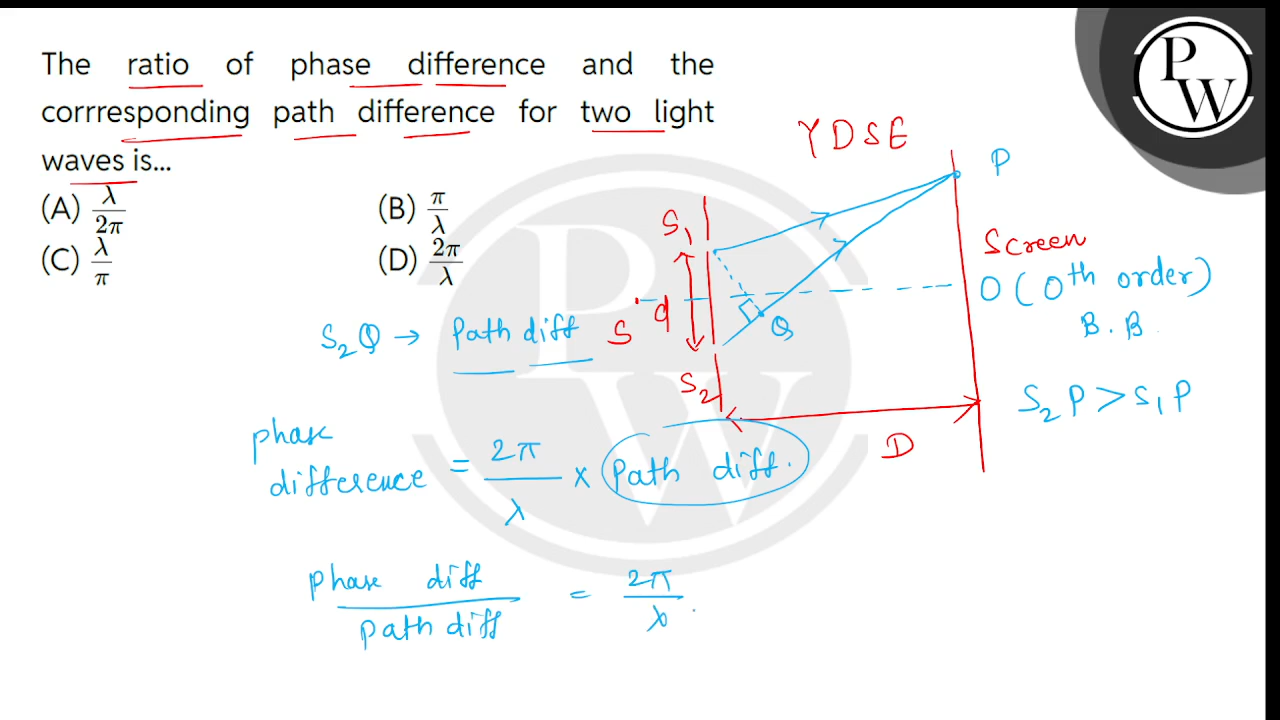 The ratio of phase difference and the
corrresponding path difference for two light
waves is...
(A) λ/2π (B) π/λ
(C) λ/π (D) 2π/λ
PW
YDSE
P
S₁
Screen
O (0th order)
B.B
S d
Q
S₂Q → Path diff
S₂
S₂P > S₁P
D
phase
difference = 2π/λ × Path diff.
Phase diff / path diff = 2π/λ.
PW